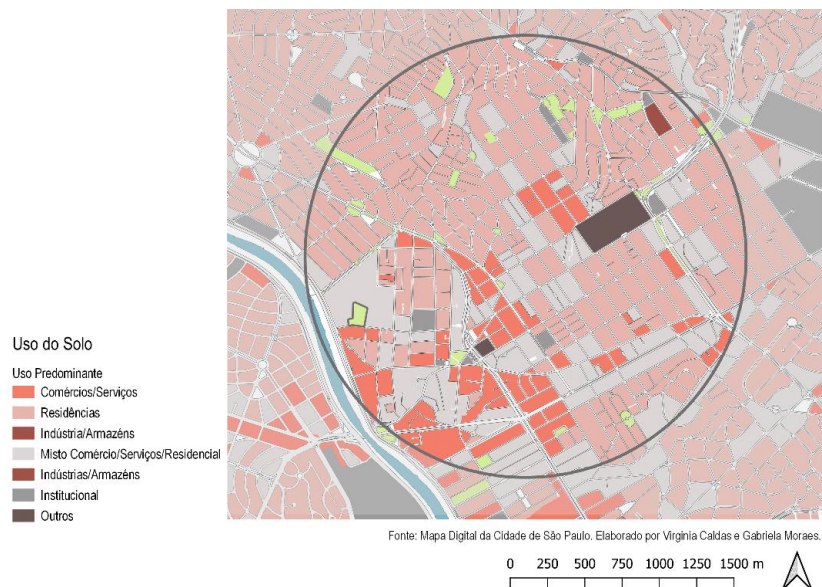 Uso do Solo
Uso Predominante
Comércios/Serviços
Residências
Indústria/Armazéns
Misto Comércio/Serviços/Residencial
Indústrias/Armazéns
Institucional
Outros
Fonte: Mapa Digital da Cidade de São Paulo. Elaborado por Virgínia Caldas e Gabriela Moraes.
0 250 500 750 1000 1250 1500 m